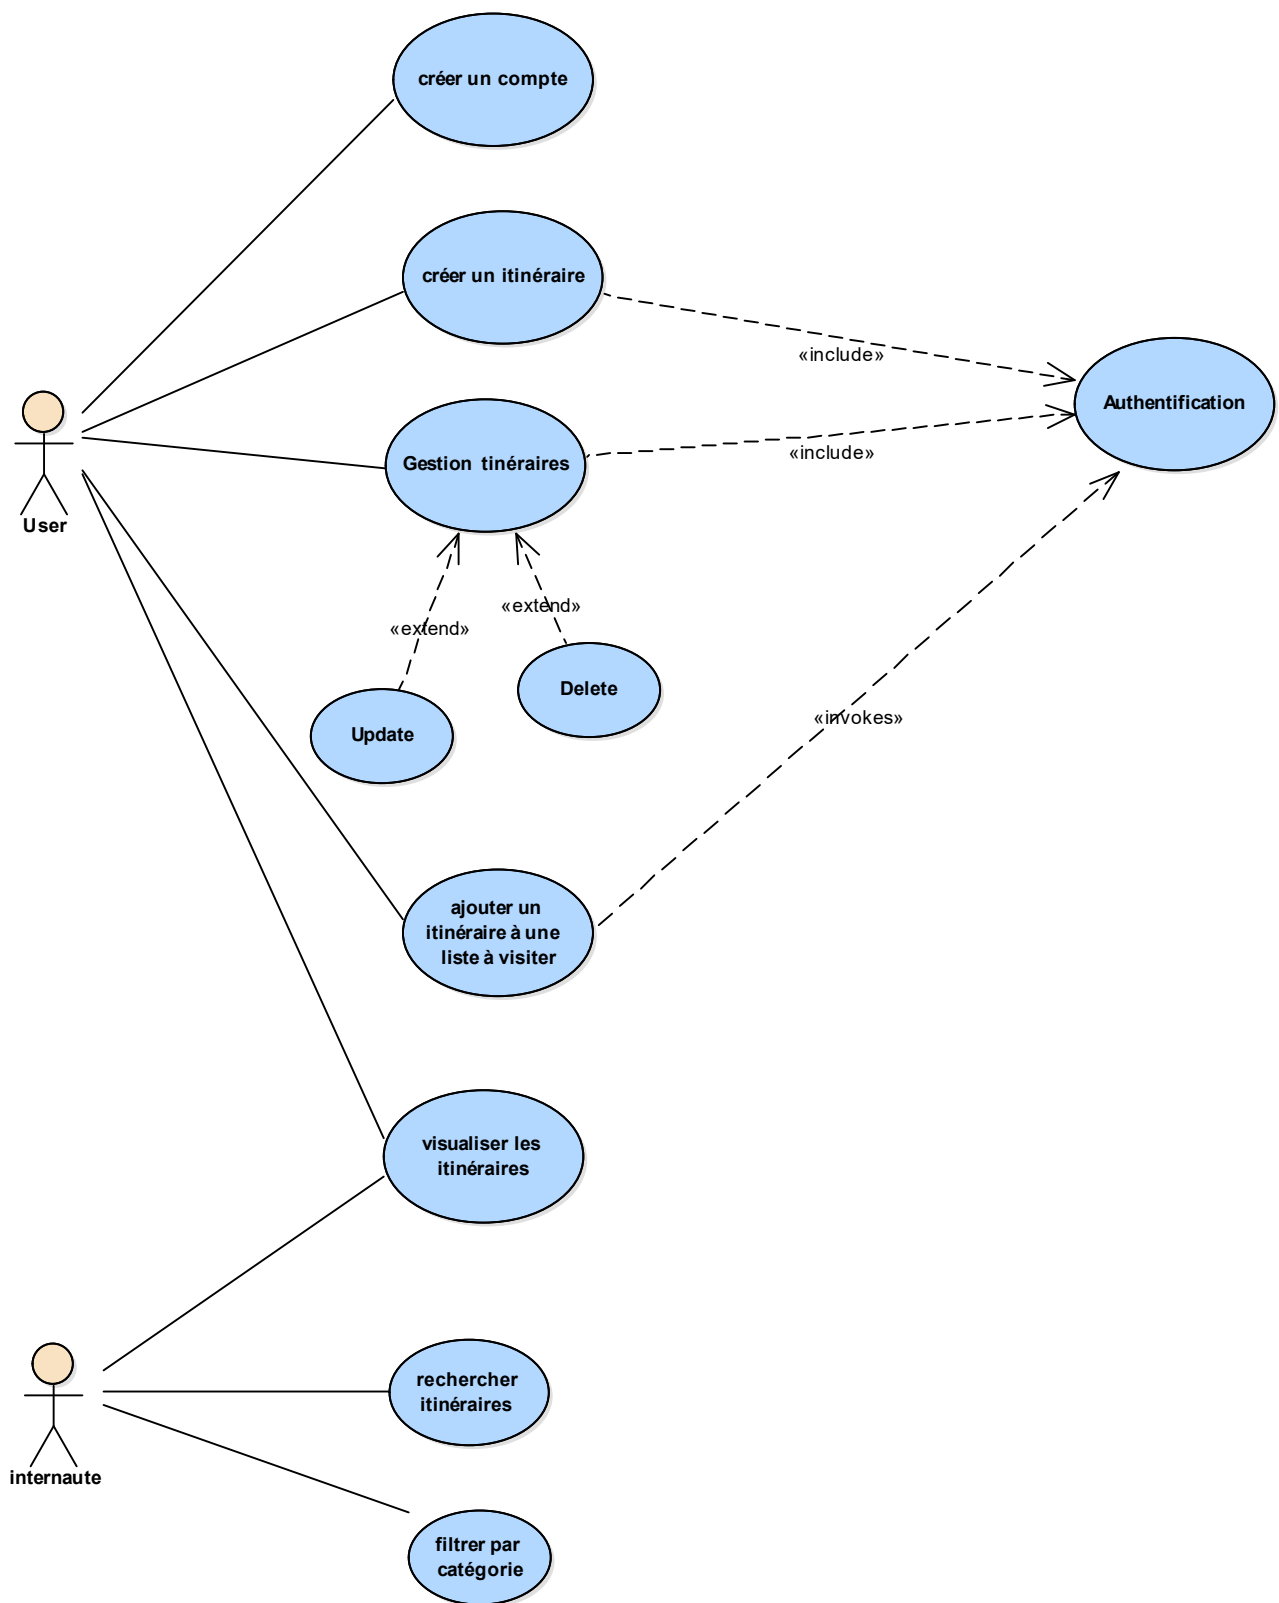 créer un compte
créer un itinéraire
«include»
Authentification
«include»
Gestion tinéraires
User
«extend»
«extend»
Delete
Update
«invokes»
ajouter un
itinéraire à une
liste à visiter
visualiser les
itinéraires
rechercher
itinéraires
internaute
filtrer par
catégorie